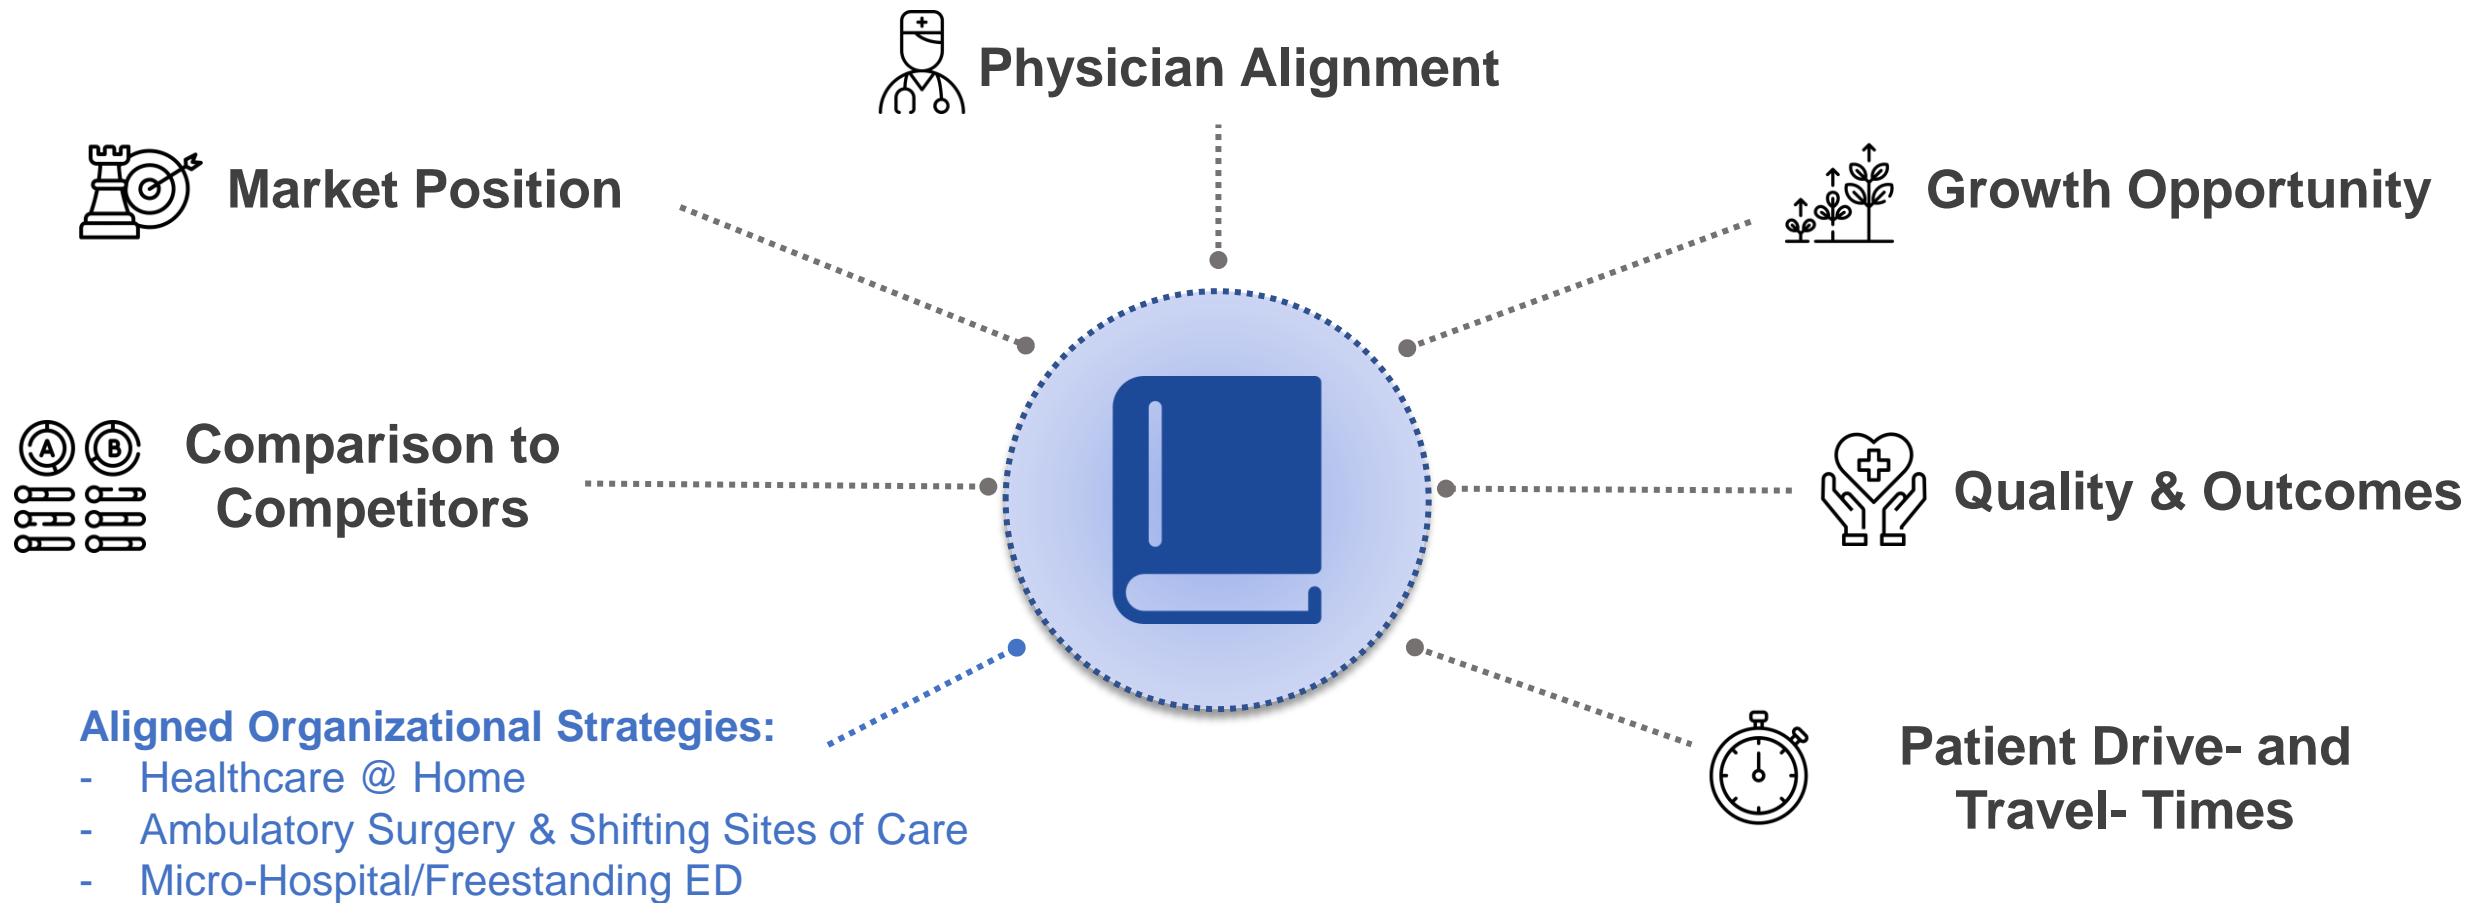 Physician Alignment
Market Position
Growth Opportunity
A B
Comparison to
Competitors
Quality & Outcomes
Aligned Organizational Strategies:
- Healthcare @ Home
- Ambulatory Surgery & Shifting Sites of Care
- Micro-Hospital/Freestanding ED
Patient Drive- and
Travel- Times